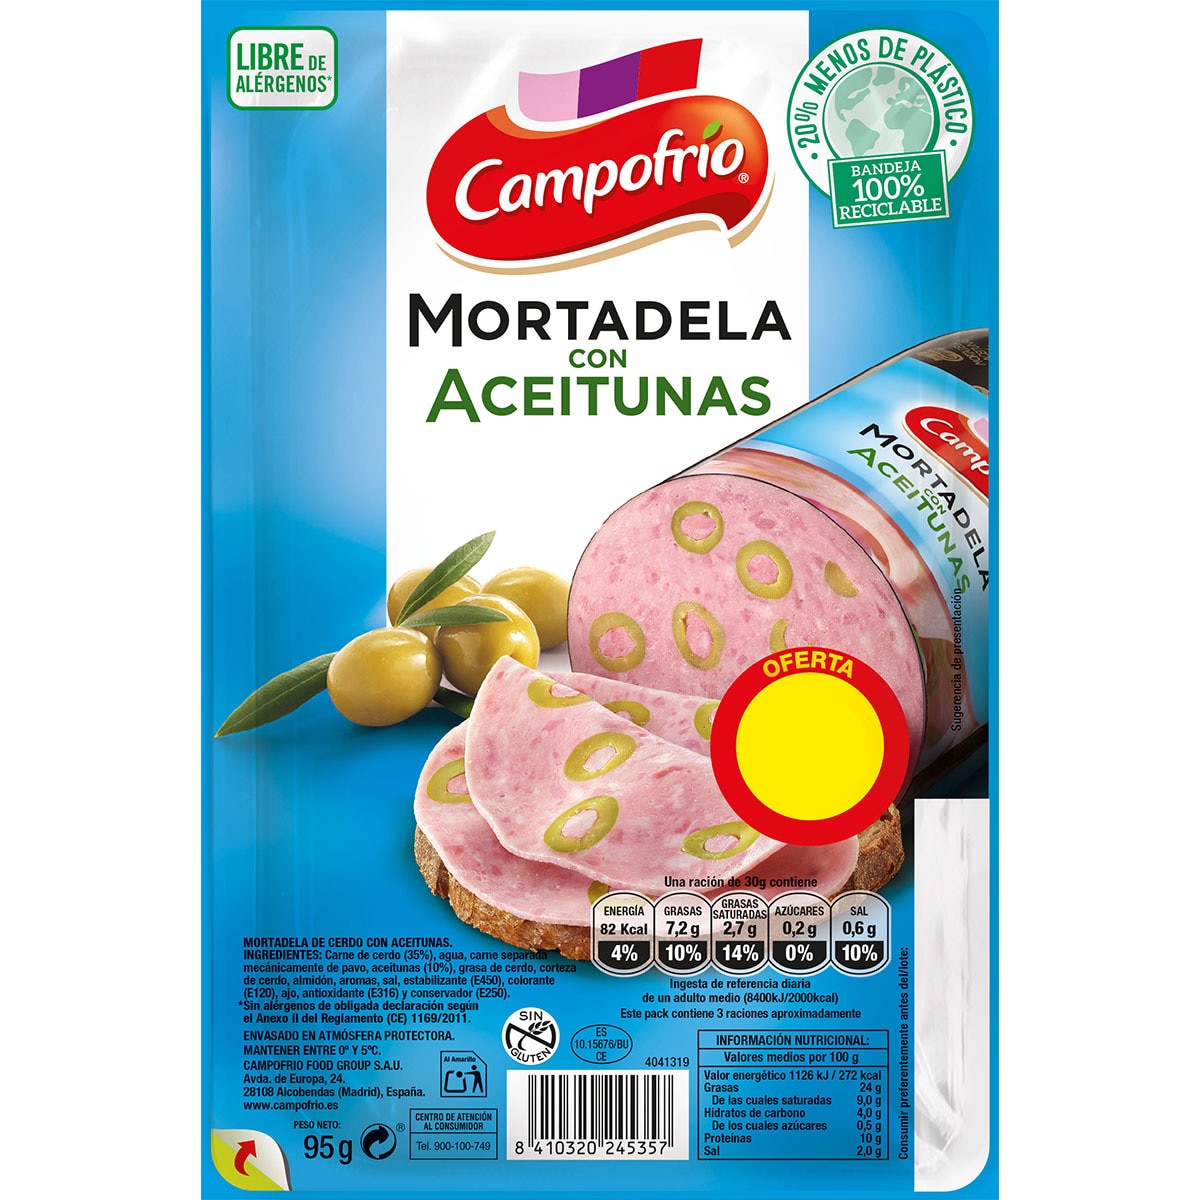 LIBRE DE
ALÉRGENOS*
Campofrío®
· 20% MENOS DE PLÁSTICO ·
BANDEJA
100%
RECICLABLE
MORTADELA
CON
ACEITUNAS
Camp
MORTADELA
CON
ACEITUNAS
Sugerencia de presentación
OFERTA
Una ración de 30g contiene
ENERGÍA
82 Kcal
4%
GRASAS
7,2 g
10%
GRASAS
SATURADAS
2,7 g
14%
AZÚCARES
0,2 g
0%
SAL
0,6 g
10%
Ingesta de referencia diaria
de un adulto medio (8400kJ/2000kcal)
Este pack contiene 3 raciones aproximadamente
MORTADELA DE CERDO CON ACEITUNAS.
INGREDIENTES: Carne de cerdo (35%), agua, carne separada
mecánicamente de pavo, aceitunas (10%), grasa de cerdo, corteza
de cerdo, almidón, aromas, sal, estabilizante (E450), colorante
(E120), ajo, antioxidante (E316) y conservador (E250).
*Sin alérgenos de obligada declaración según
el Anexo II del Reglamento (CE) 1169/2011.
ENVASADO EN ATMÓSFERA PROTECTORA.
MANTENER ENTRE 0º Y 5ºC.
CAMPOFRIO FOOD GROUP S.A.U.
Avda. de Europa, 24.
28108 Alcobendas (Madrid), España.
www.campofrio.es
PESO NETO:
95g
®
Al Amarillo
CENTRO DE ATENCIÓN
AL CONSUMIDOR
Tel. 900-100-749
SIN
GLUTEN
ES
10.15676/BU
CE
4041319
8 410320 245357
INFORMACIÓN NUTRICIONAL:
Valores medios por 100 g
Valor energético 1126 kJ / 272 kcal
Grasas 24 g
De las cuales saturadas 9,0 g
Hidratos de carbono 4,0 g
De los cuales azúcares 0,5 g
Proteínas 10 g
Sal 2,0 g
Consumir preferentemente antes del/lote: